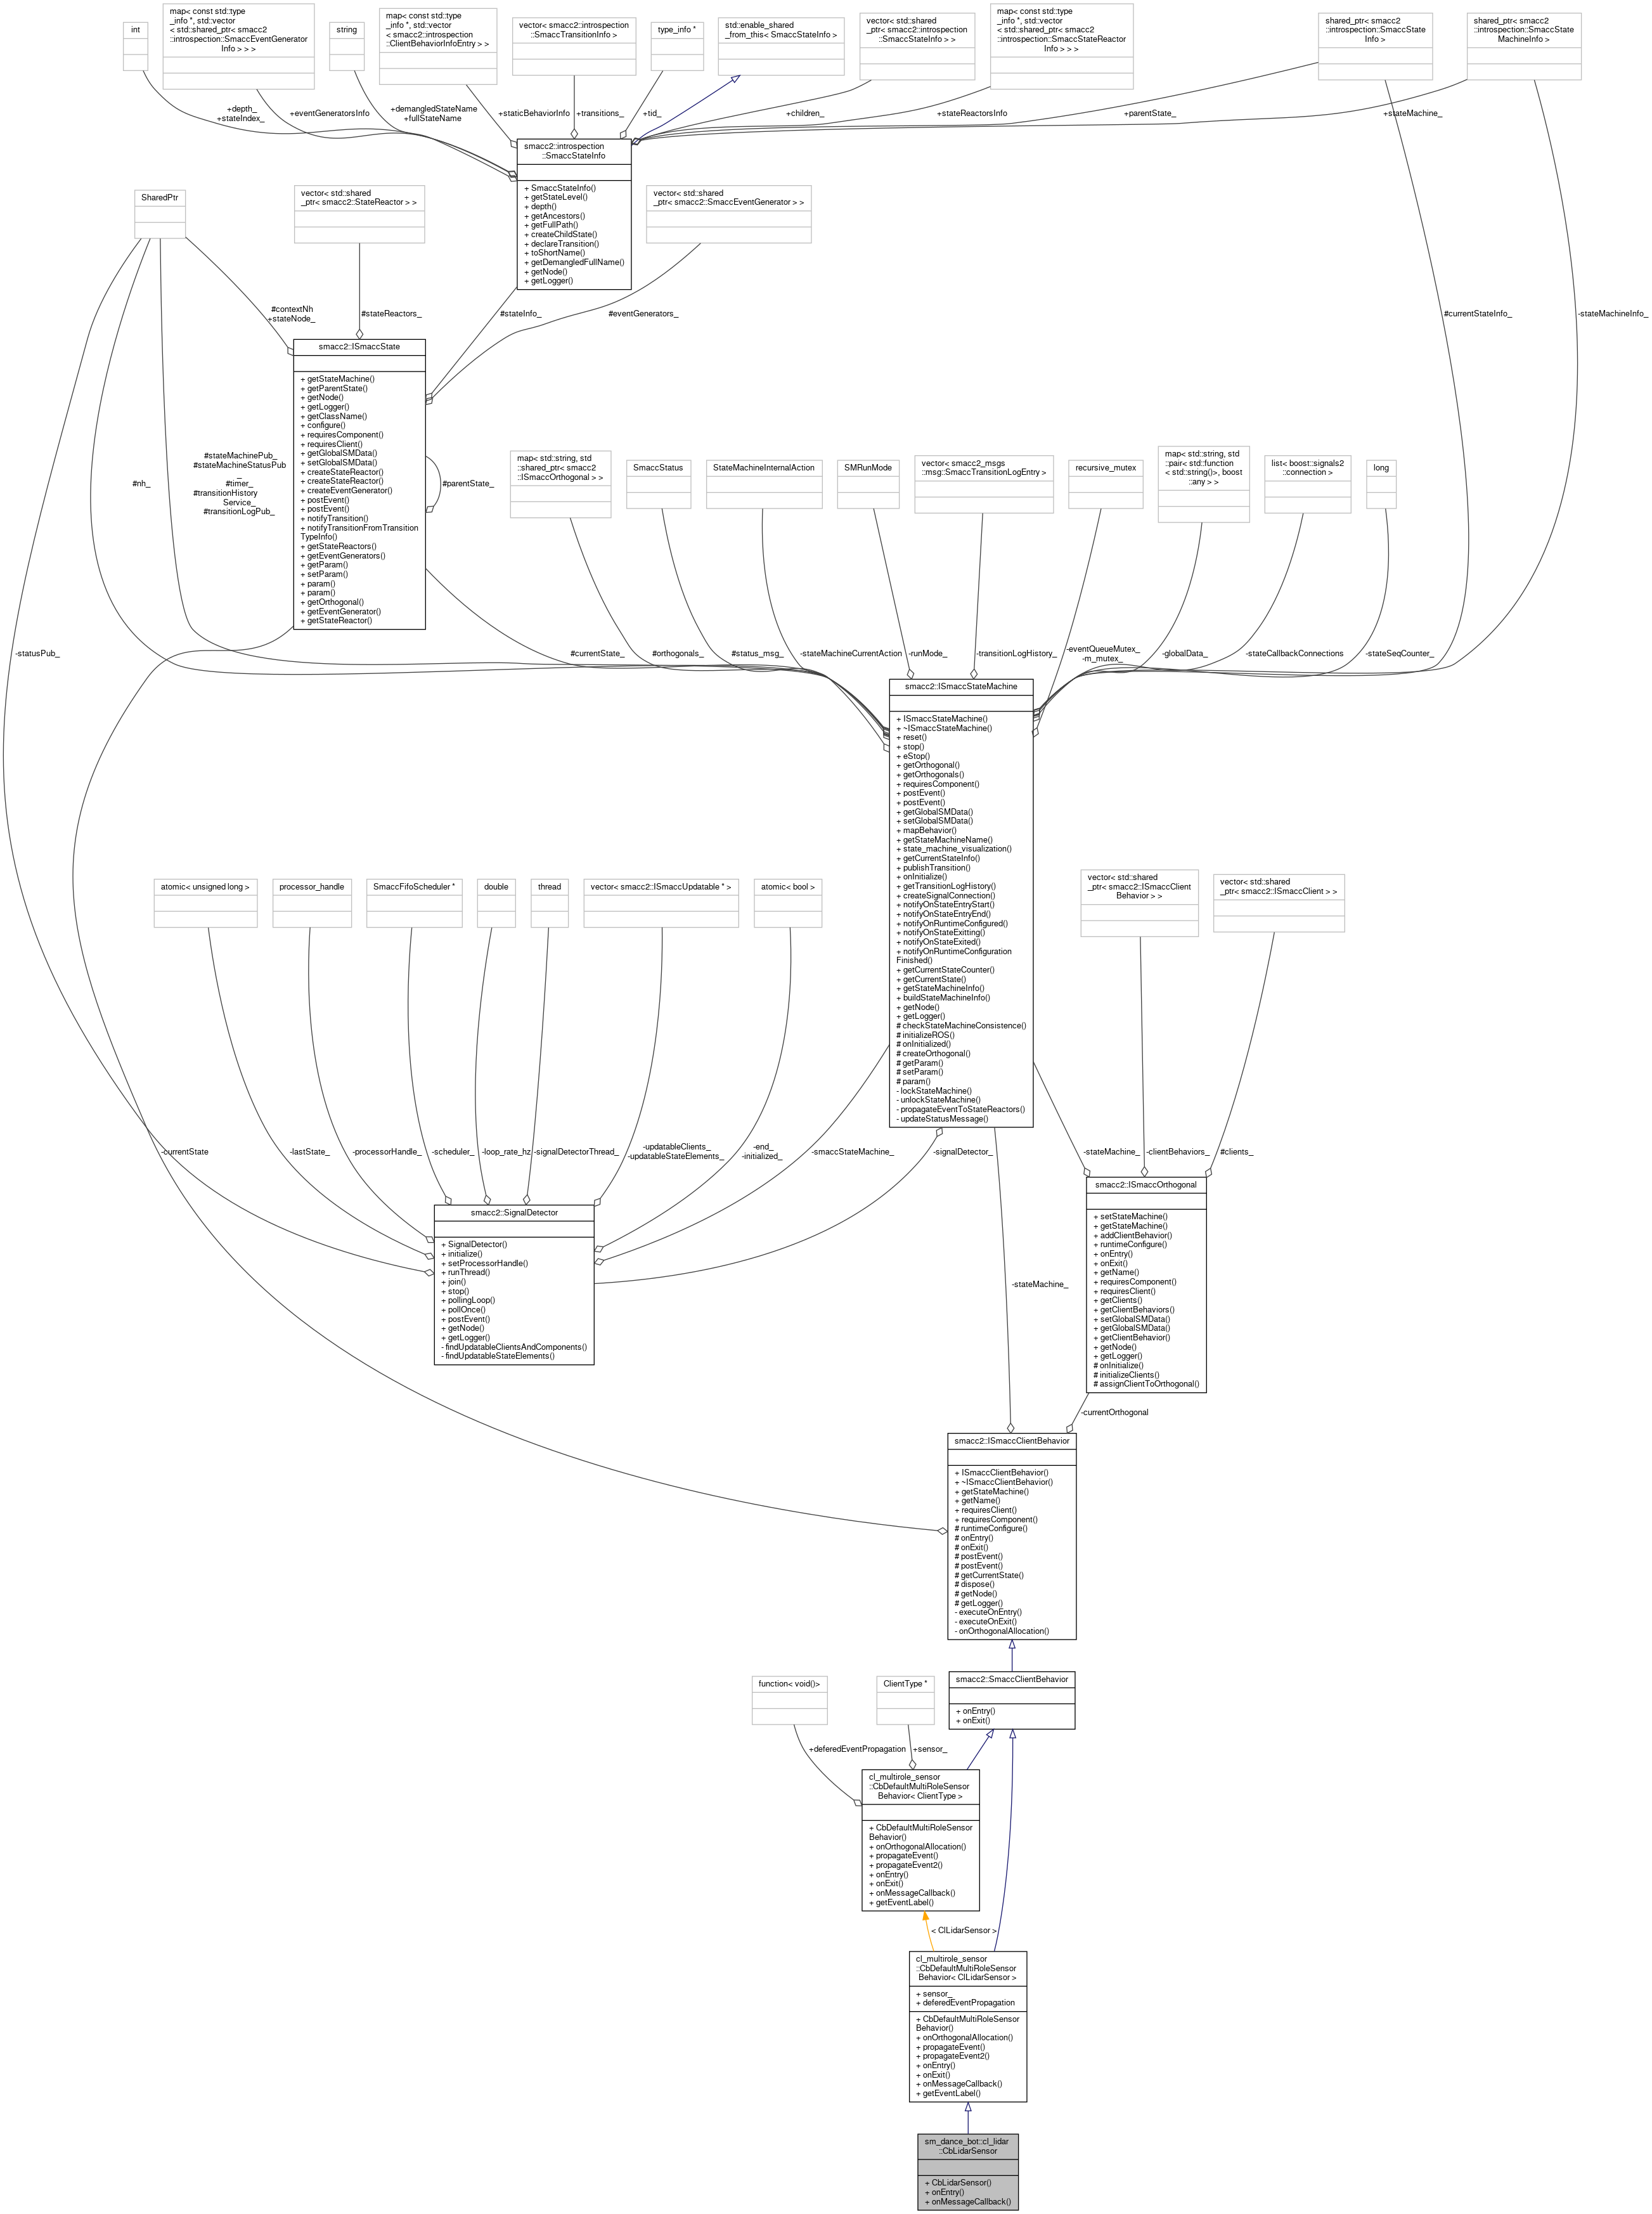 int
map< const std::type
_info *, std::vector
< std::shared_ptr< smacc2
::introspection::SmaccEventGenerator
Info > > >
string
map< const std::type
_info *, std::vector
< smacc2::introspection
::ClientBehaviorInfoEntry > >
vector< smacc2::introspection
::SmaccTransitionInfo >
type_info *
std::enable_shared
_from_this< SmaccStateInfo >
vector< std::shared
_ptr< smacc2::introspection
::SmaccStateInfo > >
map< const std::type
_info *, std::vector
< std::shared_ptr< smacc2
::introspection::SmaccStateReactor
Info > > >
shared_ptr< smacc2
::introspection::SmaccState
Info >
shared_ptr< smacc2
::introspection::SmaccState
MachineInfo >
+depth_
+stateIndex_
+eventGeneratorsInfo
+demangledStateName
+fullStateName
+staticBehaviorInfo
+transitions_
+tid_
+children_
+stateReactorsInfo
+parentState_
+stateMachine_
smacc2::introspection
::SmaccStateInfo
+ SmaccStateInfo()
+ getStateLevel()
+ depth()
+ getAncestors()
+ getFullPath()
+ createChildState()
+ declareTransition()
+ toShortName()
+ getDemangledFullName()
+ getNode()
+ getLogger()
SharedPtr
vector< std::shared
_ptr< smacc2::StateReactor > >
vector< std::shared
_ptr< smacc2::SmaccEventGenerator > >
#contextNh
+stateNode_
#stateReactors_
#stateInfo_
#eventGenerators_
#currentStateInfo_
-stateMachineInfo_
smacc2::ISmaccState
+ getStateMachine()
+ getParentState()
+ getNode()
+ getLogger()
+ getClassName()
+ configure()
+ requiresComponent()
+ requiresClient()
+ getGlobalSMData()
+ setGlobalSMData()
+ createStateReactor()
+ createStateReactor()
+ createEventGenerator()
+ postEvent()
+ postEvent()
+ notifyTransition()
+ notifyTransitionFromTransition
TypeInfo()
+ getStateReactors()
+ getEventGenerators()
+ getParam()
+ setParam()
+ param()
+ param()
+ getOrthogonal()
+ getEventGenerator()
+ getStateReactor()
#parentState_
#nh_
#stateMachinePub_
#stateMachineStatusPub
_
#timer_
#transitionHistory
Service_
#transitionLogPub_
map< std::string, std
::shared_ptr< smacc2
::ISmaccOrthogonal > >
SmaccStatus
StateMachineInternalAction
SMRunMode
vector< smacc2_msgs
::msg::SmaccTransitionLogEntry >
recursive_mutex
map< std::string, std
::pair< std::function
< std::string()>, boost
::any > >
list< boost::signals2
::connection >
long
-statusPub_
#currentState_
#orthogonals_
#status_msg_
-stateMachineCurrentAction
-runMode_
-transitionLogHistory_
-eventQueueMutex_
-m_mutex_
-globalData_
-stateCallbackConnections
-stateSeqCounter_
smacc2::ISmaccStateMachine
+ ISmaccStateMachine()
+ ~ISmaccStateMachine()
+ reset()
+ stop()
+ eStop()
+ getOrthogonal()
+ getOrthogonals()
+ requiresComponent()
+ postEvent()
+ postEvent()
+ getGlobalSMData()
+ setGlobalSMData()
+ mapBehavior()
+ getStateMachineName()
+ state_machine_visualization()
+ getCurrentStateInfo()
+ publishTransition()
+ onInitialize()
+ getTransitionLogHistory()
+ createSignalConnection()
+ notifyOnStateEntryStart()
+ notifyOnStateEntryEnd()
+ notifyOnRuntimeConfigured()
+ notifyOnStateExitting()
+ notifyOnStateExited()
+ notifyOnRuntimeConfiguration
Finished()
+ getCurrentStateCounter()
+ getCurrentState()
+ getStateMachineInfo()
+ buildStateMachineInfo()
+ getNode()
+ getLogger()
# checkStateMachineConsistence()
# initializeROS()
# onInitialized()
# createOrthogonal()
# getParam()
# setParam()
# param()
- lockStateMachine()
- unlockStateMachine()
- propagateEventToStateReactors()
- updateStatusMessage()
atomic< unsigned long >
processor_handle
SmaccFifoScheduler *
double
thread
vector< smacc2::ISmaccUpdatable * >
atomic< bool >
vector< std::shared
_ptr< smacc2::ISmaccClient
Behavior > >
vector< std::shared
_ptr< smacc2::ISmaccClient > >
-currentState
-lastState_
-processorHandle_
-scheduler_
-loop_rate_hz
-signalDetectorThread_
-updatableClients_
-updatableStateElements_
-end_
-initialized_
-smaccStateMachine_
-signalDetector_
-stateMachine_
-clientBehaviors_
#clients_
smacc2::SignalDetector
+ SignalDetector()
+ initialize()
+ setProcessorHandle()
+ runThread()
+ join()
+ stop()
+ pollingLoop()
+ pollOnce()
+ postEvent()
+ getNode()
+ getLogger()
- findUpdatableClientsAndComponents()
- findUpdatableStateElements()
smacc2::ISmaccOrthogonal
+ setStateMachine()
+ getStateMachine()
+ addClientBehavior()
+ runtimeConfigure()
+ onEntry()
+ onExit()
+ getName()
+ requiresComponent()
+ requiresClient()
+ getClients()
+ getClientBehaviors()
+ setGlobalSMData()
+ getGlobalSMData()
+ getClientBehavior()
+ getNode()
+ getLogger()
# onInitialize()
# initializeClients()
# assignClientToOrthogonal()
-stateMachine_
-currentOrthogonal
smacc2::ISmaccClientBehavior
+ ISmaccClientBehavior()
+ ~ISmaccClientBehavior()
+ getStateMachine()
+ getName()
+ requiresClient()
+ requiresComponent()
# runtimeConfigure()
# onEntry()
# onExit()
# postEvent()
# postEvent()
# getCurrentState()
# dispose()
# getNode()
# getLogger()
- executeOnEntry()
- executeOnExit()
- onOrthogonalAllocation()
function< void()>
ClientType *
smacc2::SmaccClientBehavior
+ onEntry()
+ onExit()
+deferedEventPropagation
+sensor_
cl_multirole_sensor
::CbDefaultMultiRoleSensor
Behavior< ClientType >
+ CbDefaultMultiRoleSensor
Behavior()
+ onOrthogonalAllocation()
+ propagateEvent()
+ propagateEvent2()
+ onEntry()
+ onExit()
+ onMessageCallback()
+ getEventLabel()
< ClLidarSensor >
cl_multirole_sensor
::CbDefaultMultiRoleSensor
Behavior< ClLidarSensor >
+ sensor_
+ deferedEventPropagation
+ CbDefaultMultiRoleSensor
Behavior()
+ onOrthogonalAllocation()
+ propagateEvent()
+ propagateEvent2()
+ onEntry()
+ onExit()
+ onMessageCallback()
+ getEventLabel()
sm_dance_bot::cl_lidar
::CbLidarSensor
+ CbLidarSensor()
+ onEntry()
+ onMessageCallback()